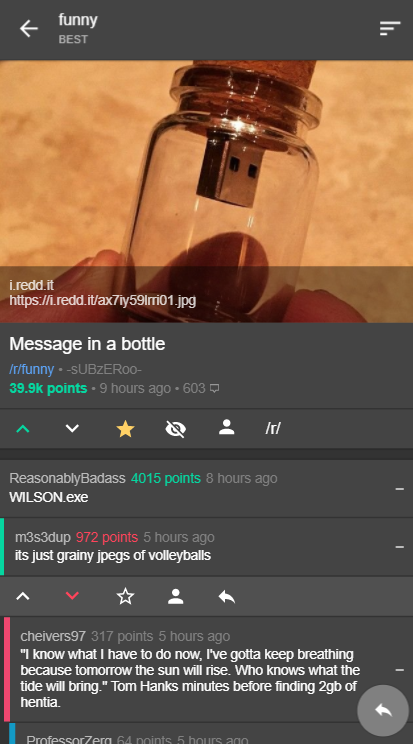 funny
BEST
i.redd.it
https://i.redd.it/ax7iy59lrri01.jpg
Message in a bottle
/r/funny • -sUBzERoo-
39.9k points • 9 hours ago • 603
/r/
ReasonablyBadass 4015 points 8 hours ago
WILSON.exe
m3s3dup 972 points 5 hours ago
its just grainy jpegs of volleyballs
cheivers97 317 points 5 hours ago
"I know what I have to do now, I've gotta keep breathing
because tomorrow the sun will rise. Who knows what the
tide will bring." Tom Hanks minutes before finding 2gb of
hentia.
ProfessorZerg 64 points 5 hours ago